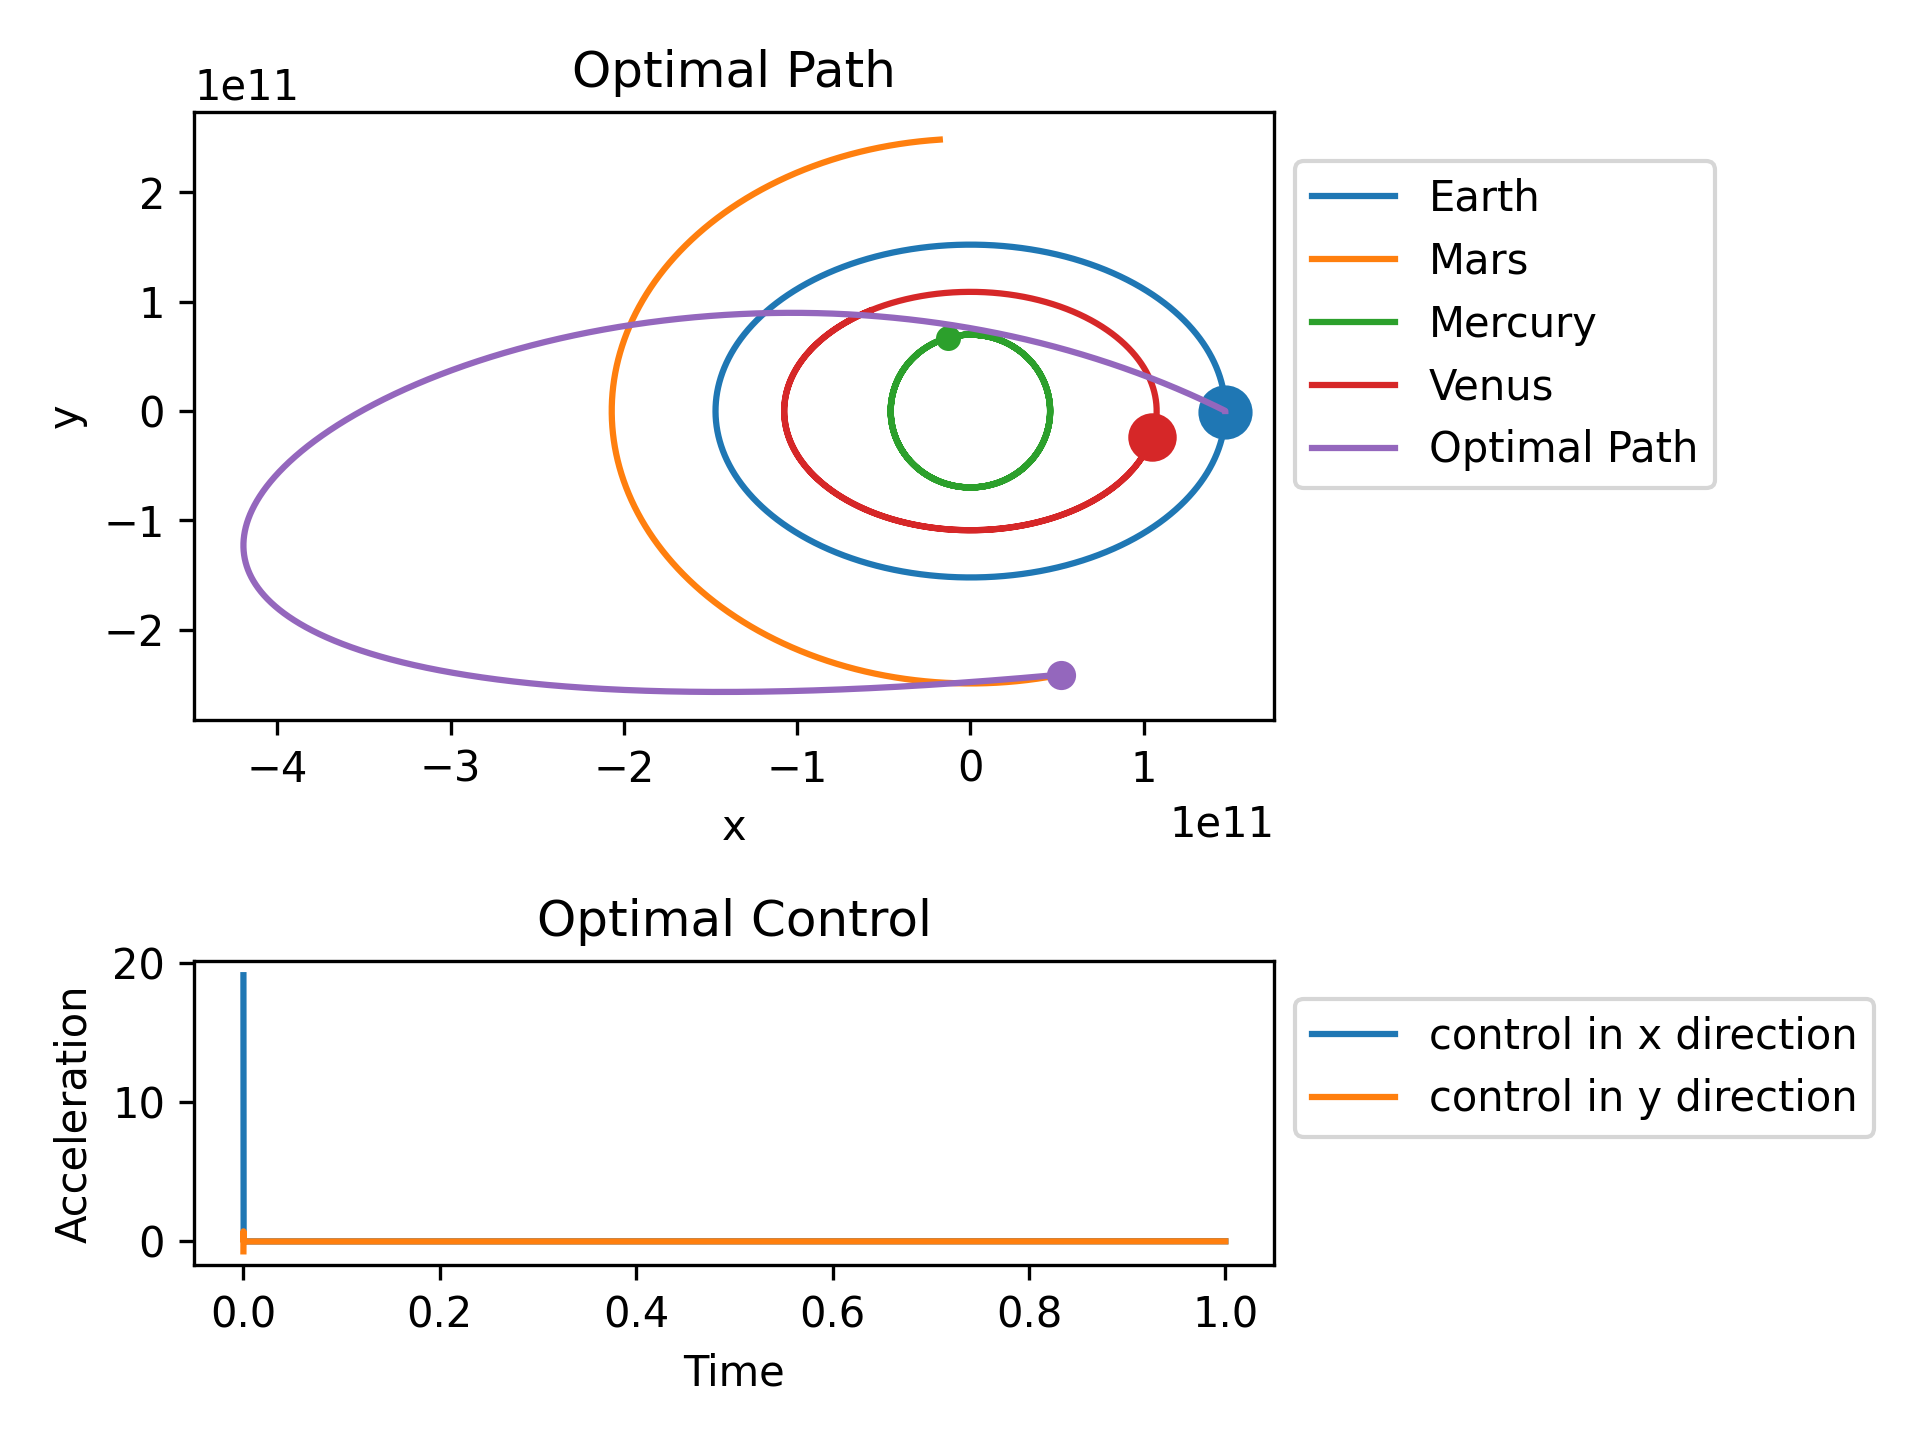 Optimal Path
1e11
2
1
0
−1
−2
y
−4 −3 −2 −1 0 1
x
1e11
Earth
Mars
Mercury
Venus
Optimal Path
Optimal Control
20
10
0
Acceleration
0.0 0.2 0.4 0.6 0.8 1.0
Time
control in x direction
control in y direction